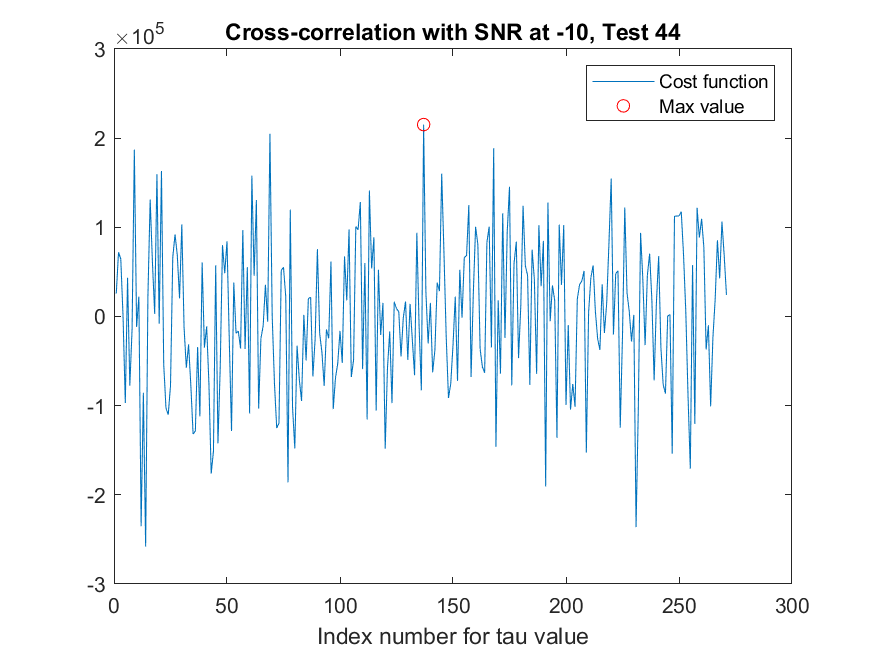 Cross-correlation with SNR at -10, Test 44
×10^5
Cost function
Max value
3
2
1
0
-1
-2
-3
0 50 100 150 200 250 300
Index number for tau value